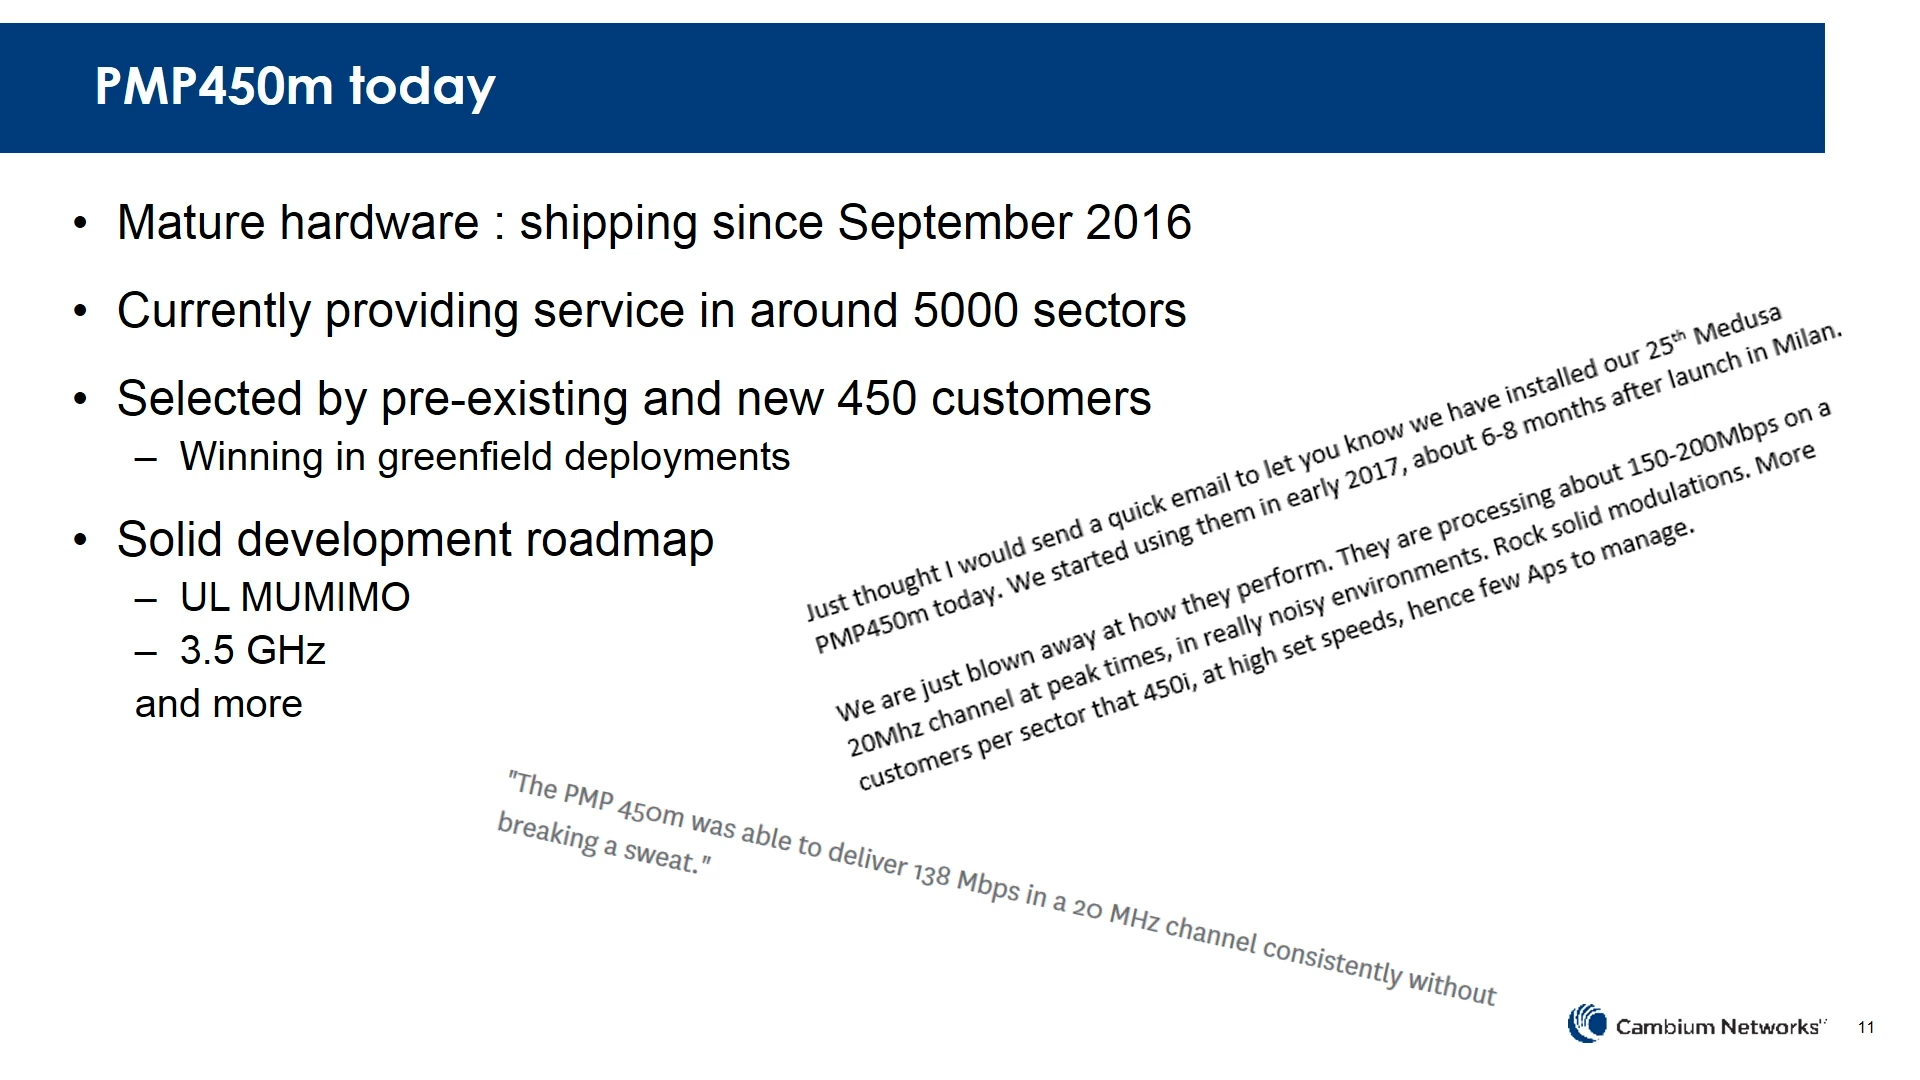 PMP450m today
• Mature hardware : shipping since September 2016
• Currently providing service in around 5000 sectors
• Selected by pre-existing and new 450 customers
– Winning in greenfield deployments
• Solid development roadmap
– UL MUMIMO
– 3.5 GHz
and more
Just thought I would send a quick email to let you know we have installed our 25th Medusa
PMP450m today. We started using them in early 2017, about 6-8 months after launch in Milan.
We are just blown away at how they perform. They are processing about 150-200Mbps on a
20Mhz channel at peak times, in really noisy environments. Rock solid modulations. More
customers per sector that 450i, at high set speeds, hence few Aps to manage.
"The PMP 450m was able to deliver 138 Mbps in a 20 MHz channel consistently without
breaking a sweat."
Cambium Networks™
11